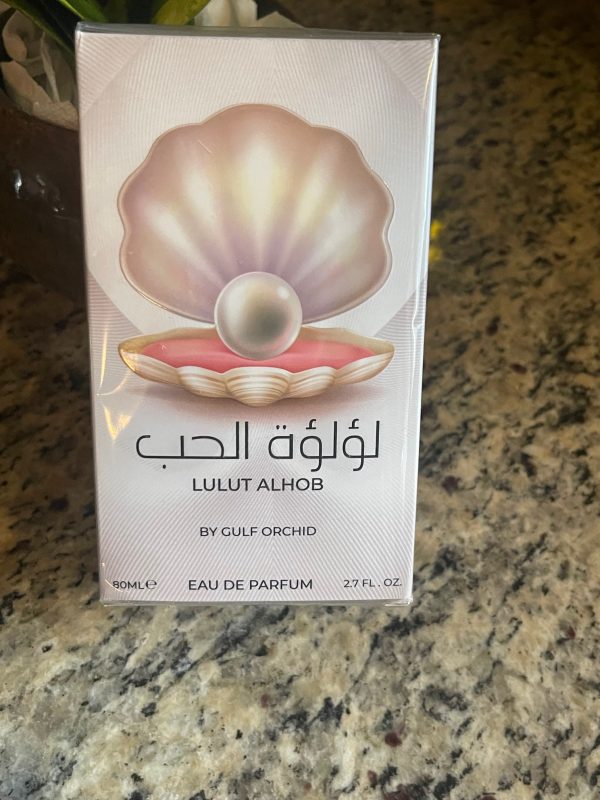 لؤلؤة الحب
LULUT ALHOB
BY GULF ORCHID
80ML℮ EAU DE PARFUM 2.7 FL . OZ.